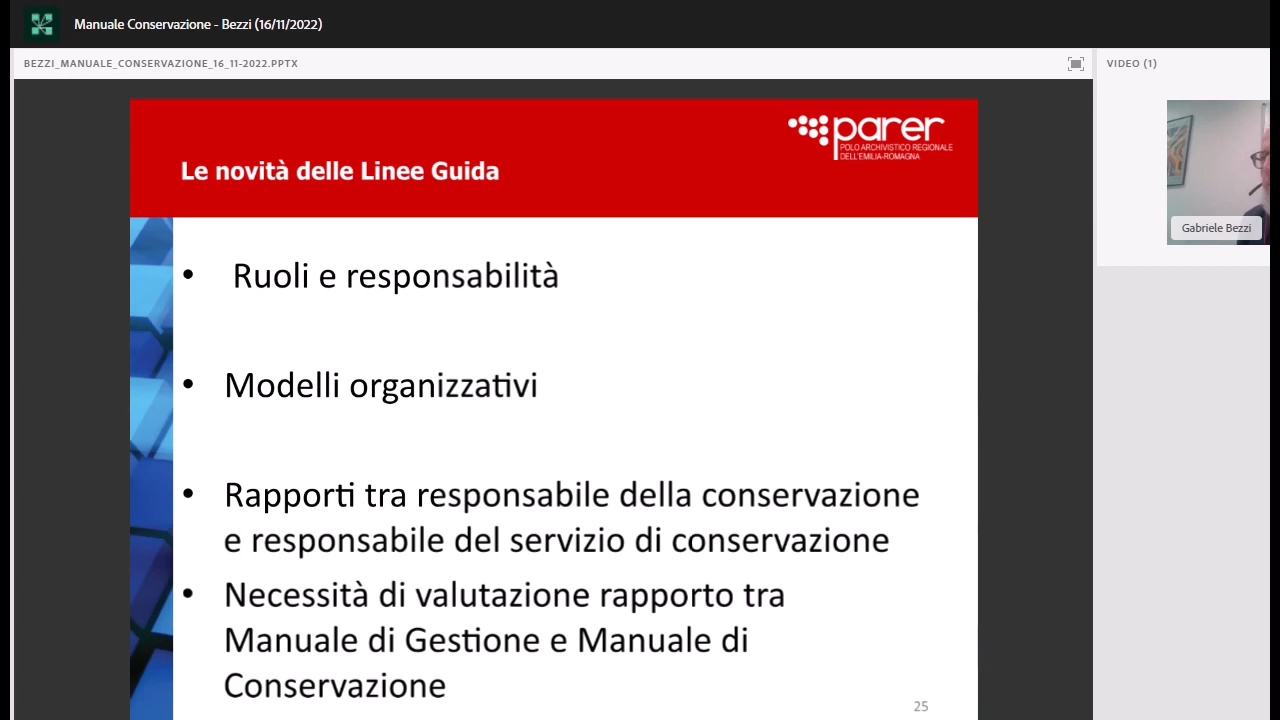 Manuale Conservazione - Bezzi (16/11/2022)
BEZZI_MANUALE_CONSERVAZIONE_16_11-2022.PPTX
VIDEO (1)
parer
POLO ARCHIVISTICO REGIONALE
DELL'EMILIA-ROMAGNA
Le novità delle Linee Guida
• Ruoli e responsabilità
• Modelli organizzativi
• Rapporti tra responsabile della conservazione
e responsabile del servizio di conservazione
• Necessità di valutazione rapporto tra
Manuale di Gestione e Manuale di
Conservazione
25
Gabriele Bezzi